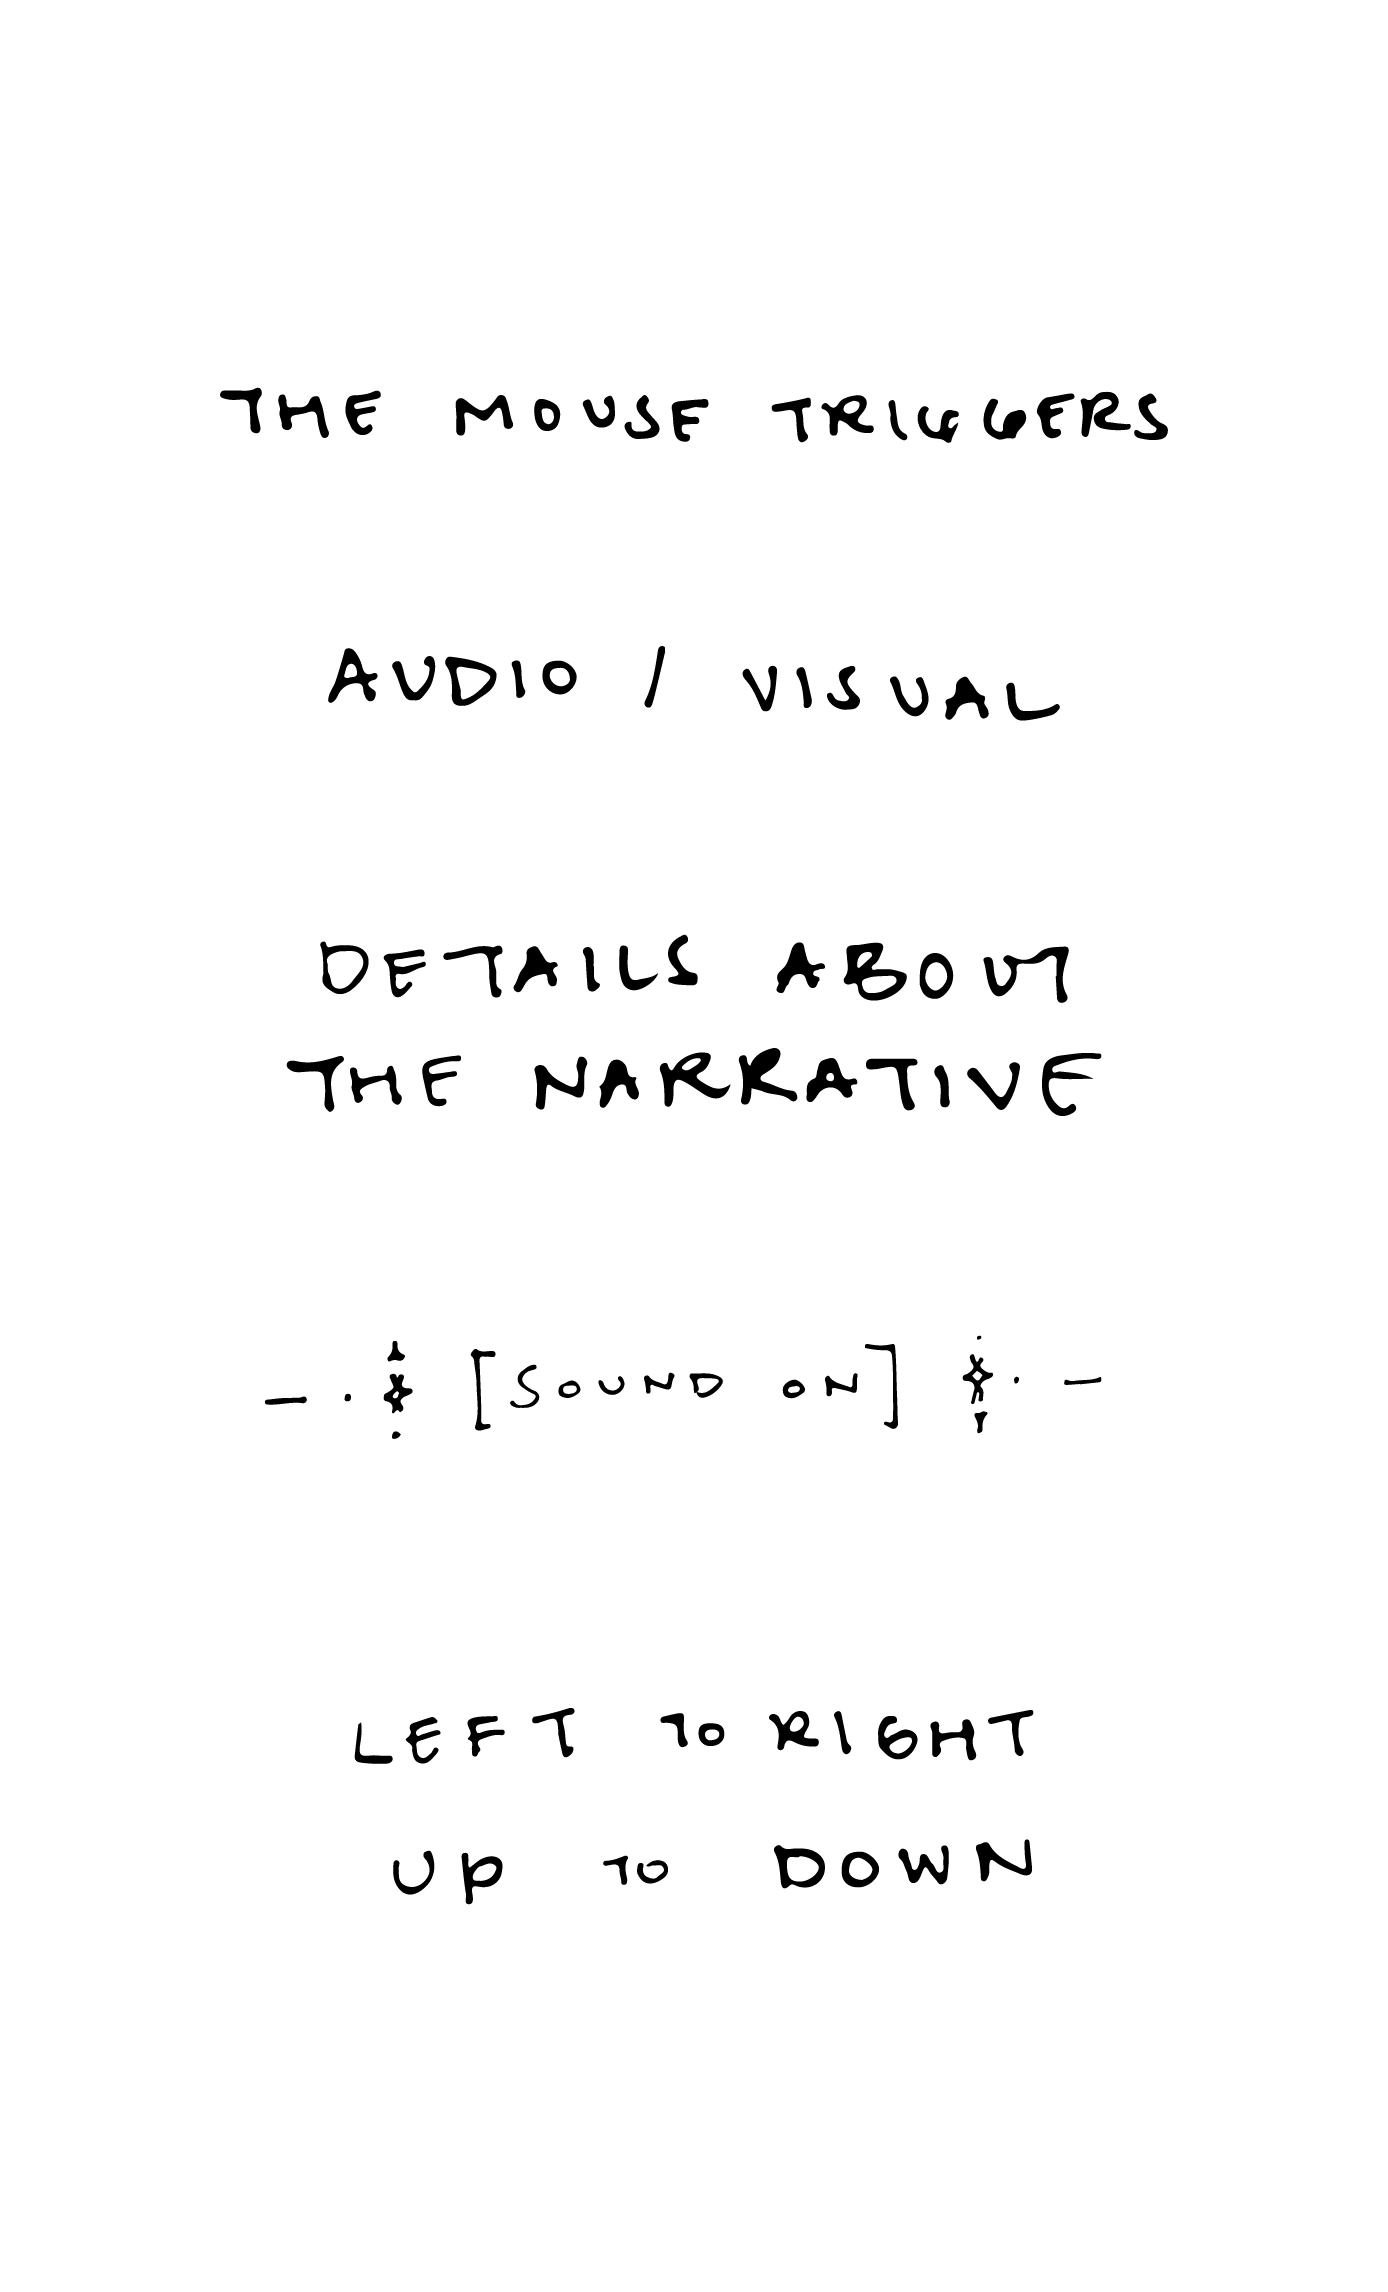 THE MOUSE TRIGGERS
AUDIO / VISUAL
DETAILS ABOUT
THE NARRATIVE
[SOUND ON]
LEFT TO RIGHT
UP TO DOWN